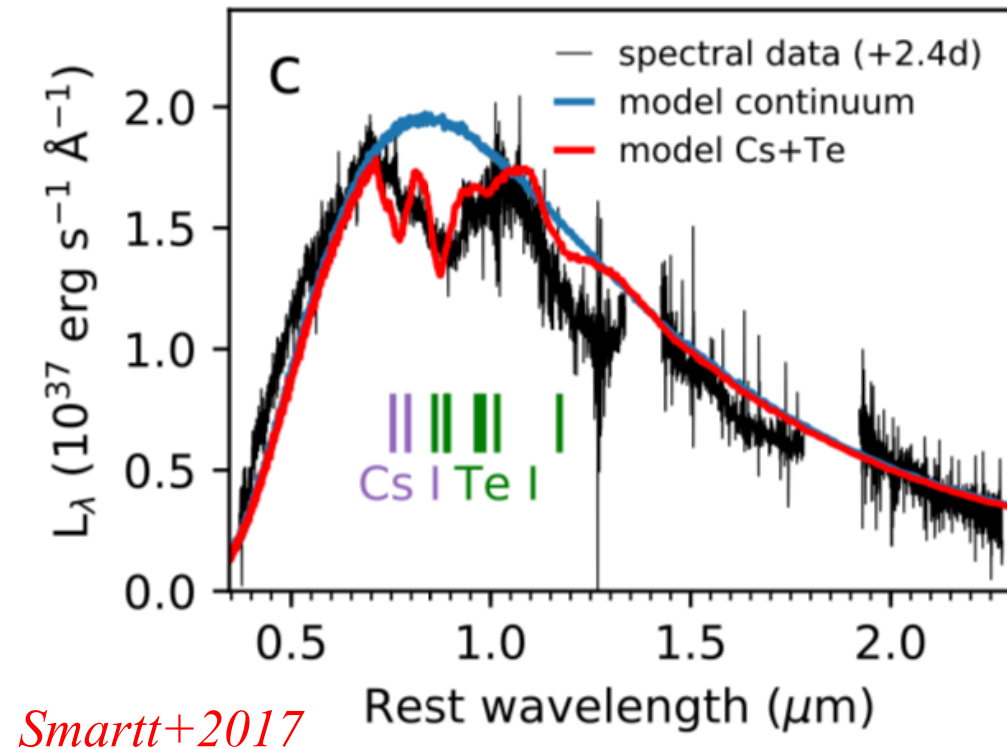 c
spectral data (+2.4d)
model continuum
model Cs+Te
L_λ (10³⁷ erg s⁻¹ Å⁻¹)
2.0
1.5
1.0
0.5
0.0
Cs I Te I
0.5 1.0 1.5 2.0
Rest wavelength (μm)
Smartt+2017